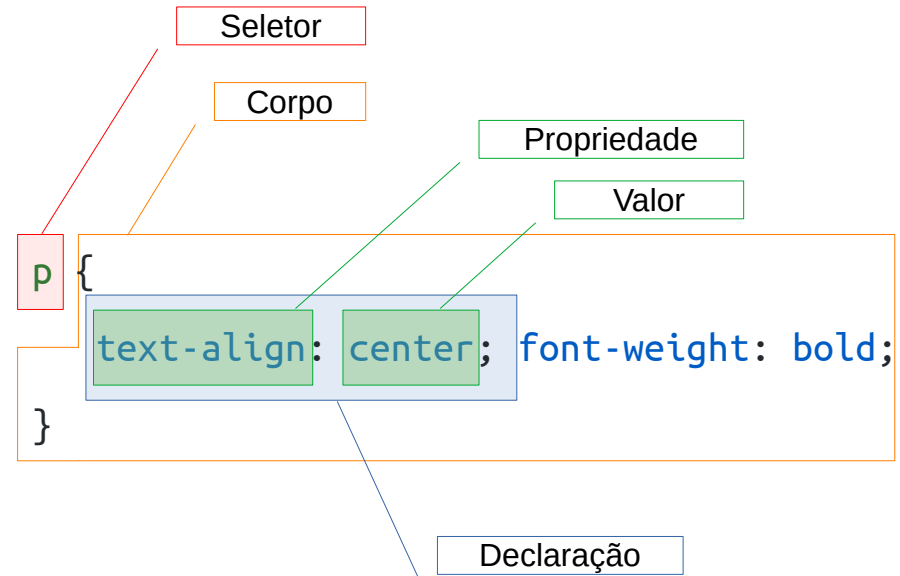 Seletor
Corpo
Propriedade
Valor
p {
text-align: center; font-weight: bold;
}
Declaração